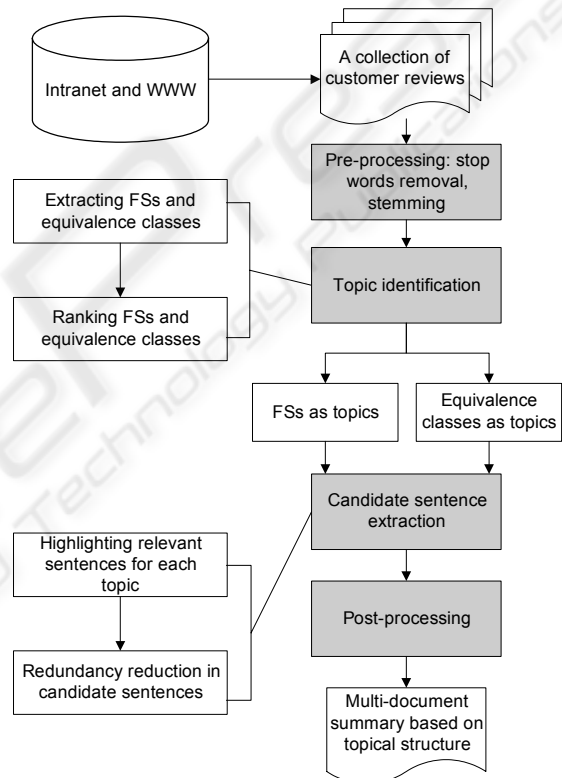 Intranet and WWW
A collection of
customer reviews
Pre-processing: stop
words removal,
stemming
Extracting FSs and
equivalence classes
Topic identification
Ranking FSs and
equivalence classes
FSs as topics
Equivalence
classes as topics
Candidate sentence
extraction
Highlighting relevant
sentences for each
topic
Post-processing
Redundancy reduction in
candidate sentences
Multi-document
summary based on
topical structure
Technology Publications